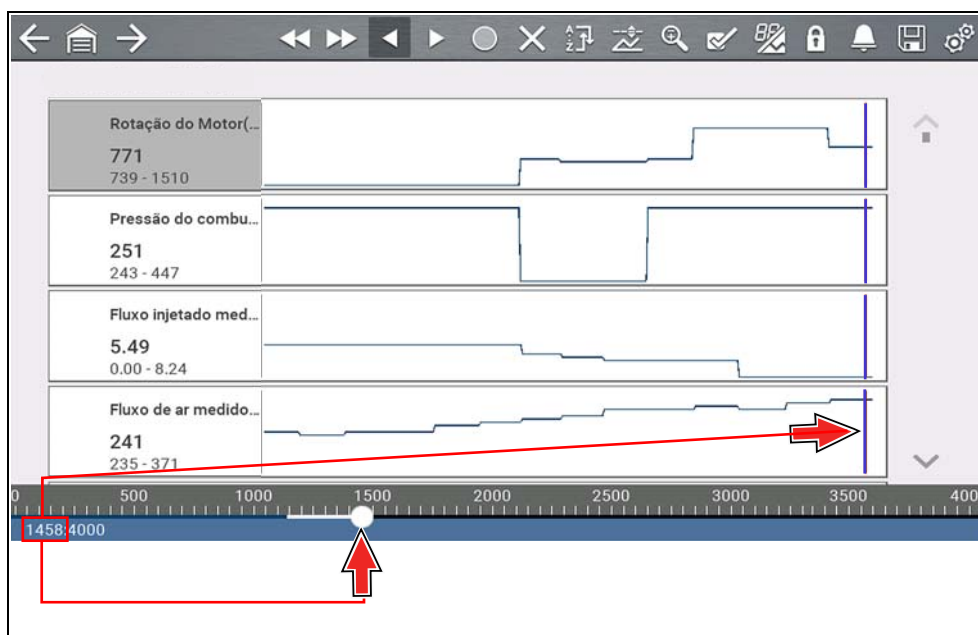 Rotação do Motor(...
771
739 - 1510
Pressão do combu...
251
243 - 447
Fluxo injetado med...
5.49
0.00 - 8.24
Fluxo de ar medido...
241
235 - 371
0 500 1000 1500 2000 2500 3000 3500 400
1458:4000